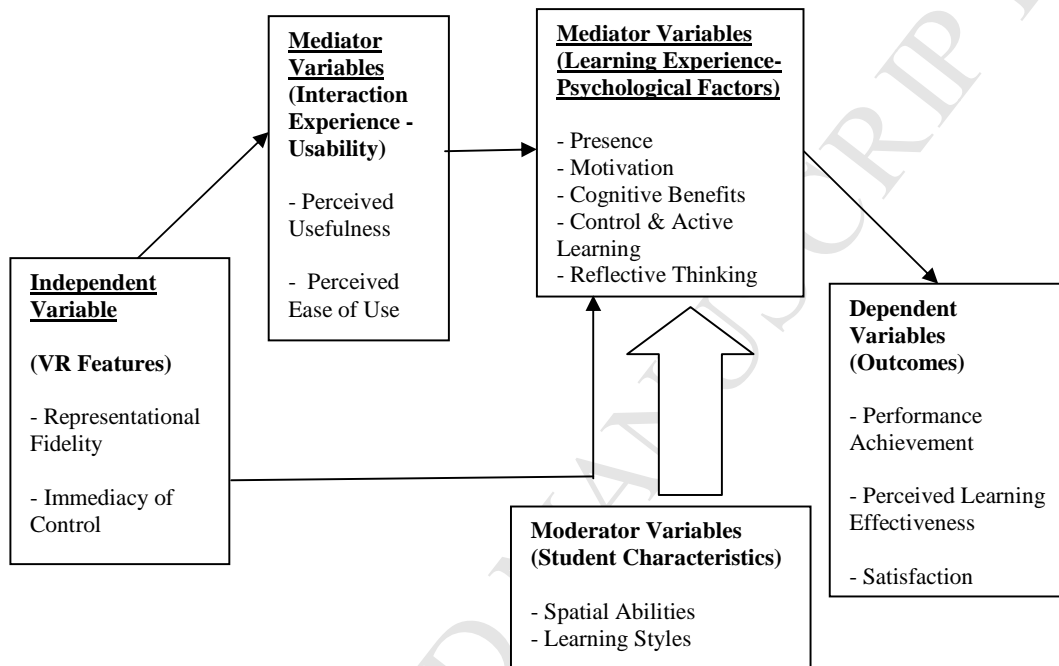 Mediator
Variables
(Interaction
Experience -
Usability)
- Perceived
Usefulness
- Perceived
Ease of Use
Mediator Variables
(Learning Experience-
Psychological Factors)
- Presence
- Motivation
- Cognitive Benefits
- Control & Active
Learning
- Reflective Thinking
Independent
Variable
(VR Features)
- Representational
Fidelity
- Immediacy of
Control
Dependent
Variables
(Outcomes)
- Performance
Achievement
- Perceived Learning
Effectiveness
- Satisfaction
Moderator Variables
(Student Characteristics)
- Spatial Abilities
- Learning Styles